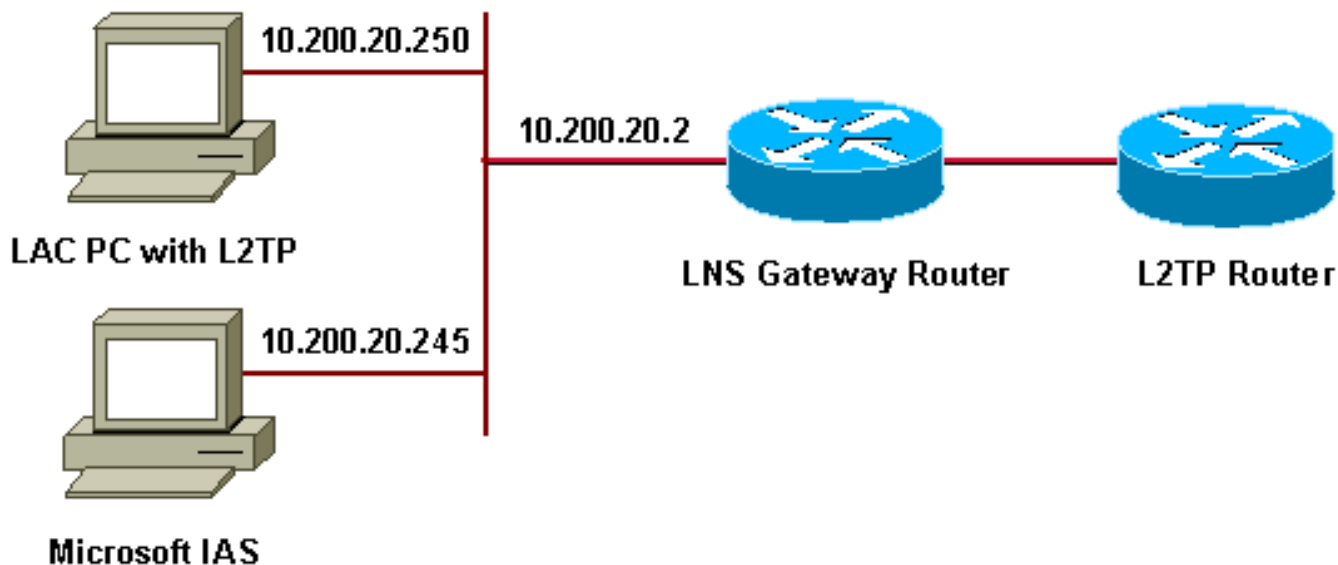 10.200.20.250
LAC PC with L2TP
10.200.20.2
LNS Gateway Router
L2TP Router
10.200.20.245
Microsoft IAS